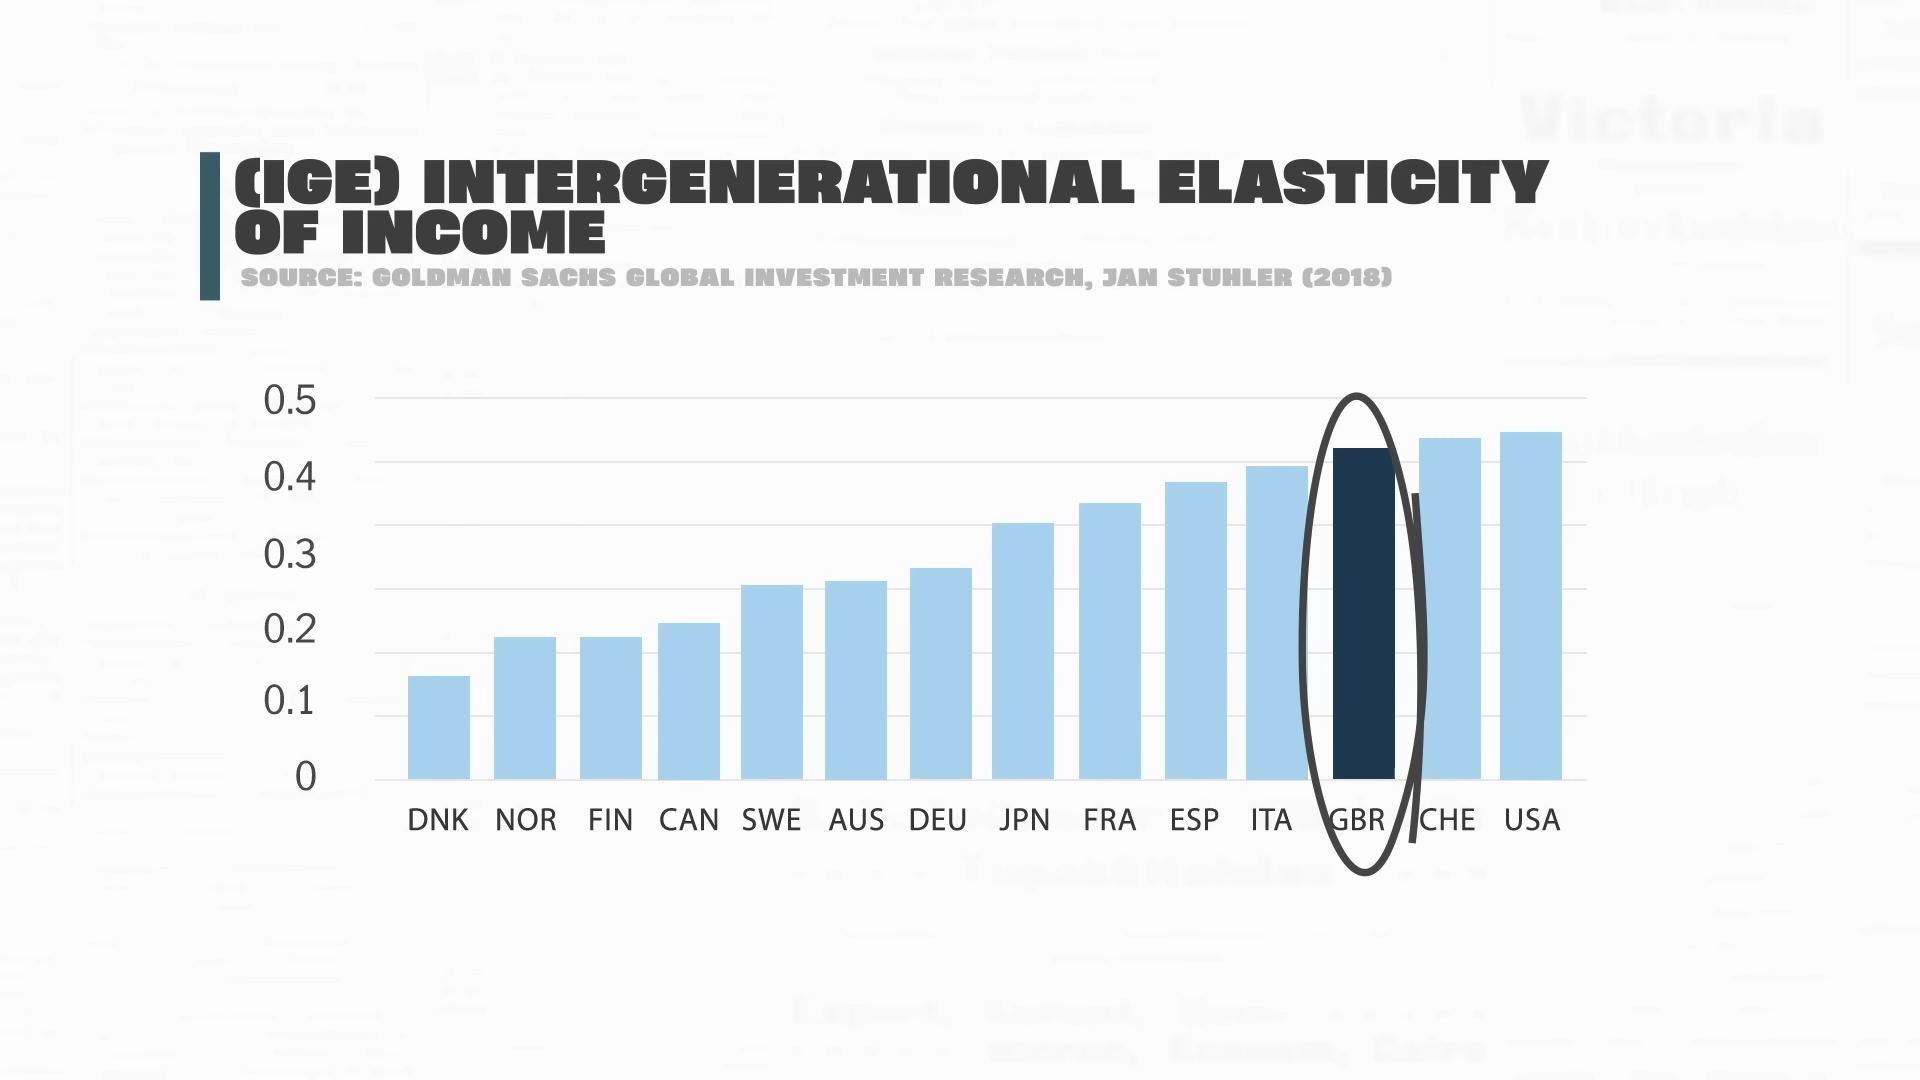 (IGE) INTERGENERATIONAL ELASTICITY
OF INCOME
SOURCE: GOLDMAN SACHS GLOBAL INVESTMENT RESEARCH, JAN STUHLER (2018)
Victoria
0.5
0.4
0.3
0.2
0.1
0
DNK NOR FIN CAN SWE AUS DEU JPN FRA ESP ITA GBR CHE USA